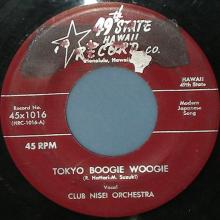 49 STATE
HAWAII
RECORD CO.
Honolulu, Hawaii
Record No.
45x1016
(HRC-1016-A)
HAWAII
49th State
Modern
Japanese
Song
45 RPM
TOKYO BOOGIE WOOGIE
(R. Hattori-M. Suzuki)
Vocal
CLUB NISEI ORCHESTRA